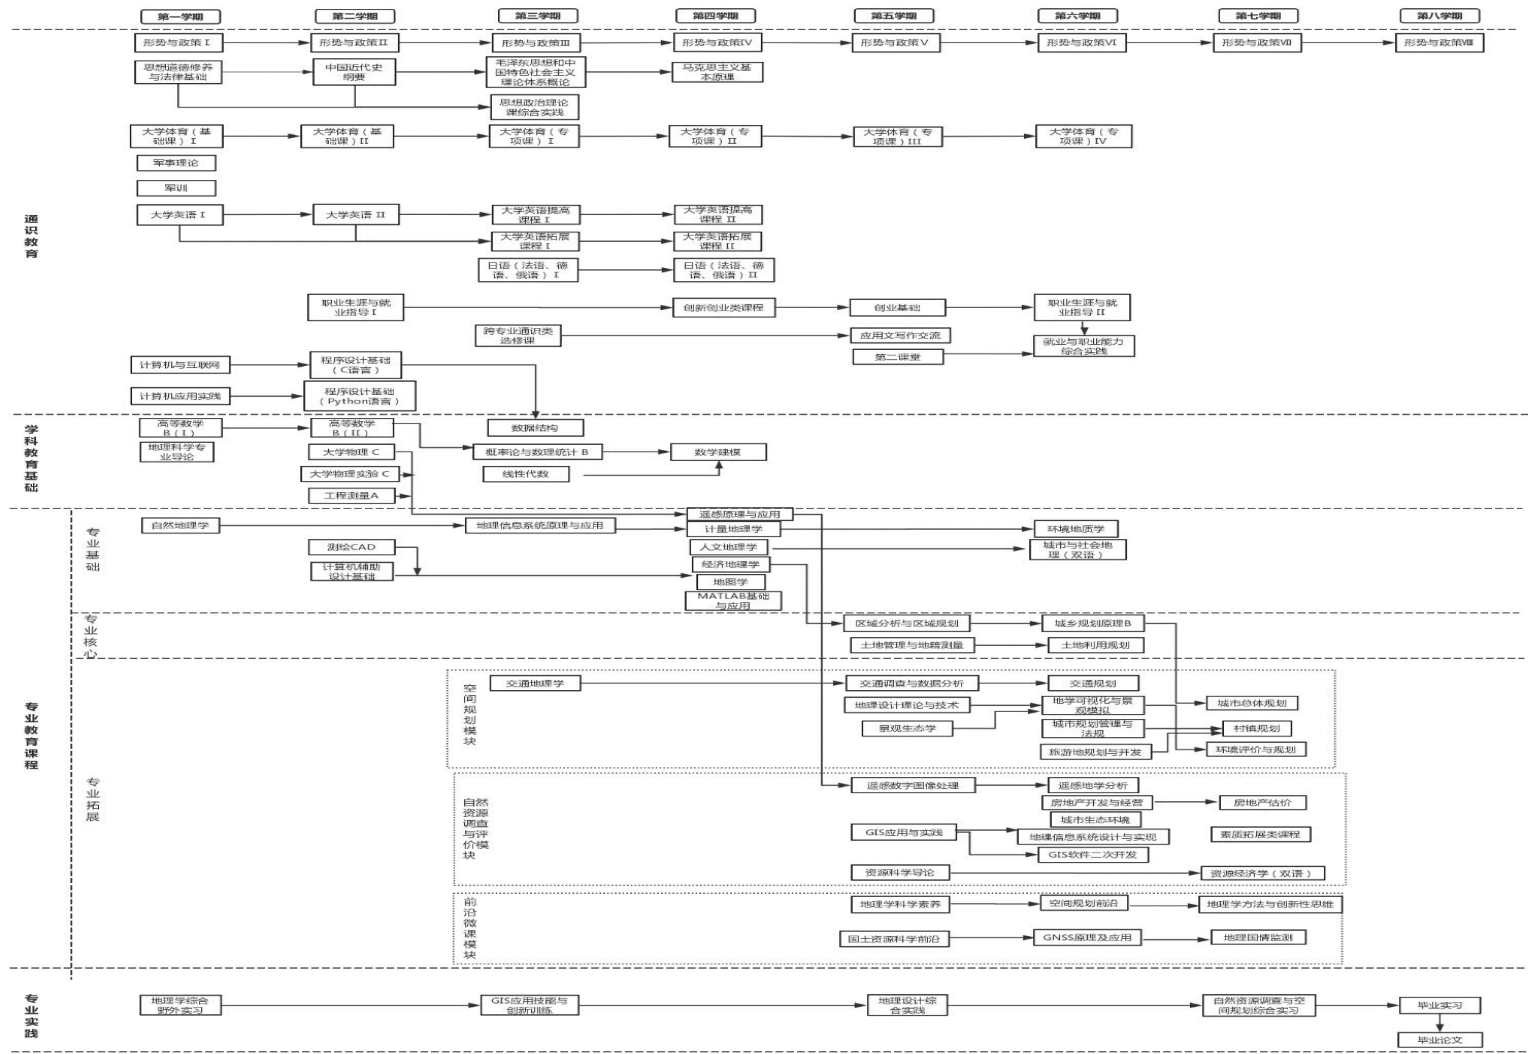 第一学期
第二学期
第三学期
第四学期
第五学期
第六学期
第七学期
第八学期
通识教育
形势与政策 I
形势与政策 II
形势与政策III
形势与政策IV
形势与政策 V
形势与政策VI
形势与政策VII
形势与政策VIII
思想道德修养
与法律基础
中国近代史
纲要
毛泽东思想和中
国特色社会主义
理论体系概论
马克思主义基
本原理
思想政治理论
课综合实践
大学体育（基
础课）I
大学体育（基
础课）II
大学体育（专
项课）I
大学体育（专
项课）II
大学体育（专
项课）III
大学体育（专
项课）IV
军事理论
军训
大学英语 I
大学英语 II
大学英语提高
课程 I
大学英语提高
课程 II
大学英语拓展
课程 I
大学英语拓展
课程 II
日语（法语、德
语、俄语）I
日语（法语、德
语、俄语）II
职业生涯与就
业指导 I
创新创业类课程
创业基础
职业生涯与就
业指导 II
跨专业通识类
选修课
应用文写作交流
第二课堂
就业与职业能力
综合实践
计算机与互联网
程序设计基础
（C语言）
计算机应用实践
程序设计基础
（Python语言）
学科教育基础
高等数学
B（I）
高等数学
B（II）
数据结构
地理科学专
业导论
大学物理 C
概率论与数理统计 B
数学建模
大学物理实验 C
线性代数
工程测量A
专业教育课程
专业基础
遥感原理与应用
自然地理学
地理信息系统原理与应用
计量地理学
环境地质学
测绘CAD
人文地理学
城市与社会地
理（双语）
计算机辅助
设计基础
经济地理学
地图学
MATLAB基础
与应用
专业核心
区域分析与区域规划
城乡规划原理B
土地管理与地籍测量
土地利用规划
专业拓展
空间规划模块
交通地理学
交通调查与数据分析
交通规划
地理设计理论与技术
地学可视化与景
观模拟
城市总体规划
景观生态学
城市规划管理与
法规
村镇规划
旅游地规划与开发
环境评价与规划
自然
资源
调查
与评
价模
块
遥感数字图像处理
遥感地学分析
房地产开发与经营
房地产估价
城市生态环境
GIS应用与实践
地理信息系统设计与实现
素质拓展类课程
GIS软件二次开发
资源科学导论
资源经济学（双语）
前沿微课模块
地理学科学素养
空间规划前沿
地理学方法与创新性思维
国土资源科学前沿
GNSS原理及应用
地理国情监测
专业实践
地理学综合
野外实习
GIS应用技能与
创新训练
地理设计综
合实践
自然资源调查与空
间规划综合实习
毕业实习
毕业论文